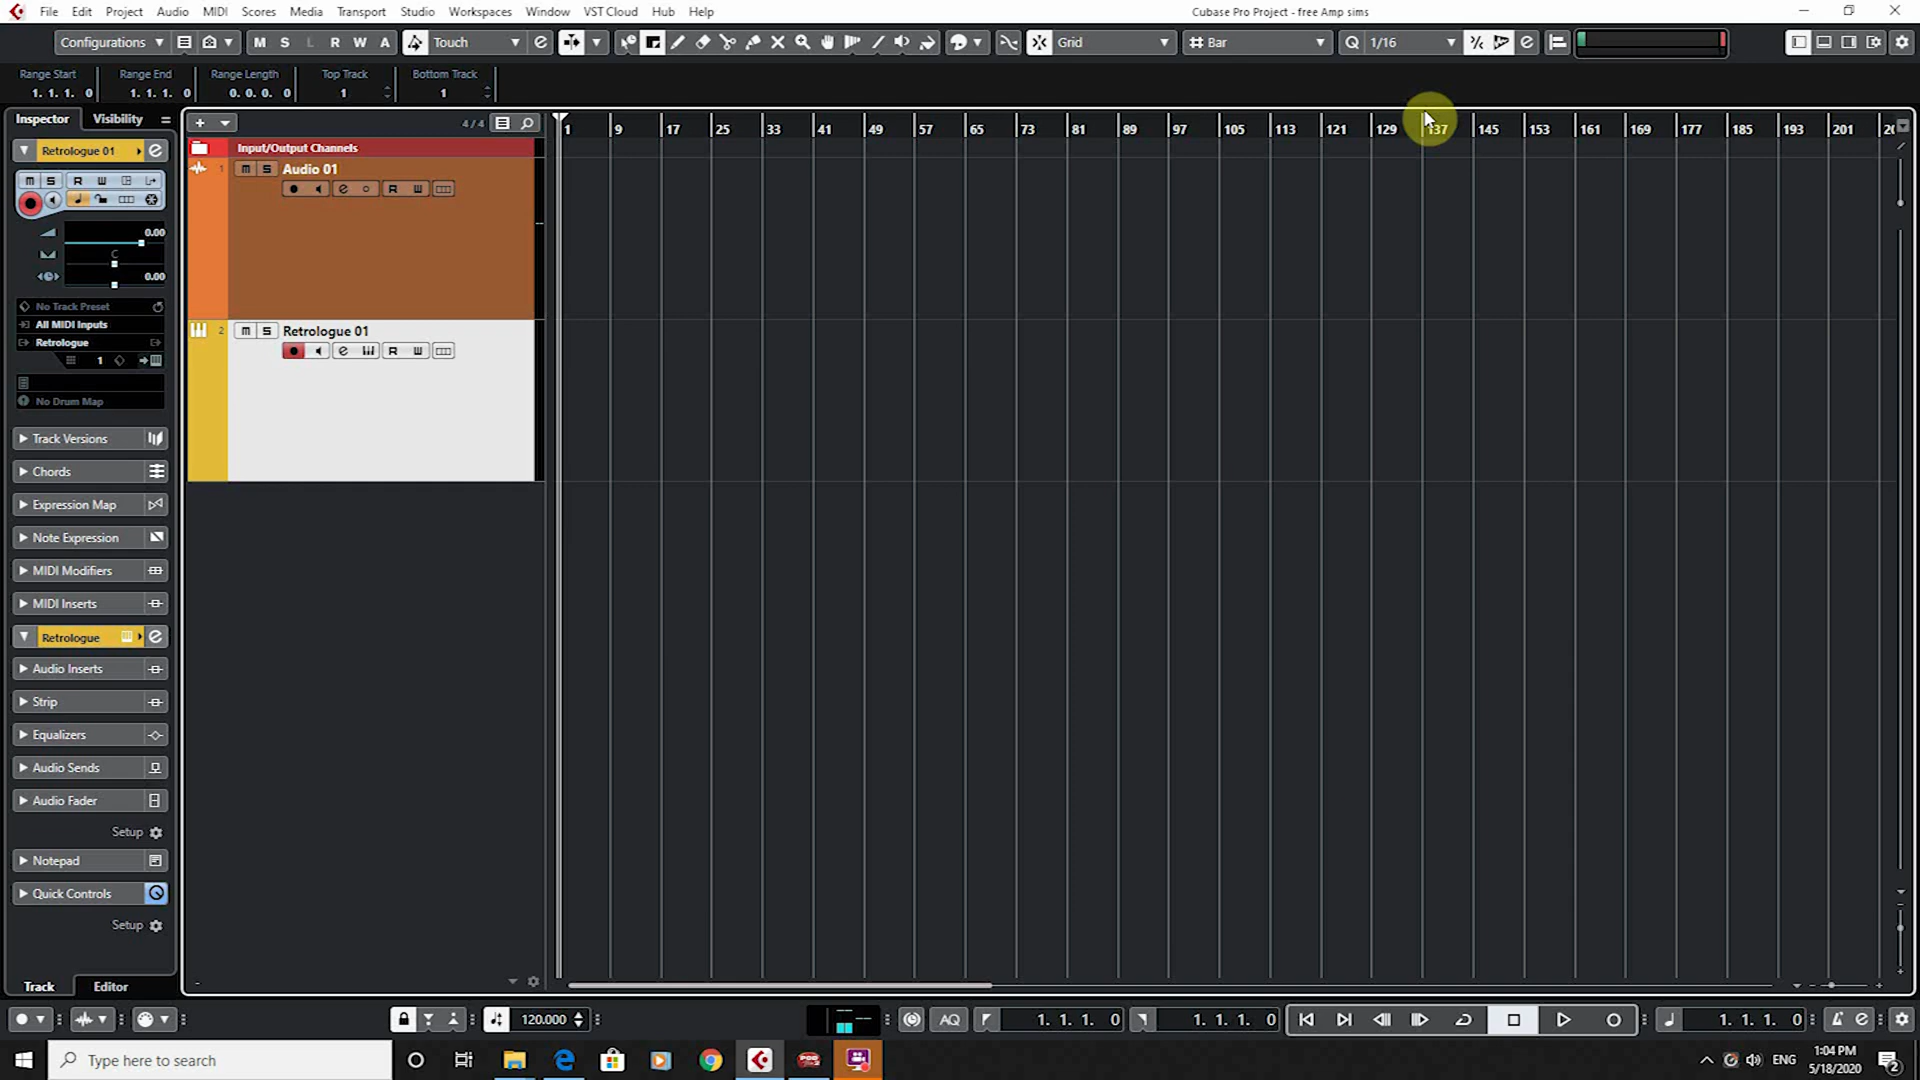 File Edit Project Audio MIDI Scores Media Transport Studio Workspaces Window VST Cloud Hub Help Cubase Pro Project - free Amp sims
Configurations M S L R W A Touch Grid Bar Q 1/16
Range Start Range End Range Length Top Track Bottom Track
1. 1. 1. 0 1. 1. 1. 0 0. 0. 0. 0 1 1
Inspector Visibility
4/4 1 9 17 25 33 41 49 57 65 73 81 89 97 105 113 121 129 137 145 153 161 169 177 185 193 201
Retrologue 01
Input/Output Channels
1 m S Audio 01
R W
M S R W
0.00
C
0.00
No Track Preset
All MIDI Inputs
Retrologue
1
No Drum Map
2 m S Retrologue 01
R W
Track Versions
Chords
Expression Map
Note Expression
MIDI Modifiers
MIDI Inserts
Retrologue
Audio Inserts
Strip
Equalizers
Audio Sends
Audio Fader
Setup
Notepad
Quick Controls
Setup
Track Editor
120.000 AQ 1. 1. 1. 0 1. 1. 1. 0 1. 1. 1. 0
Type here to search ENG 1:04 PM
5/18/2020 2